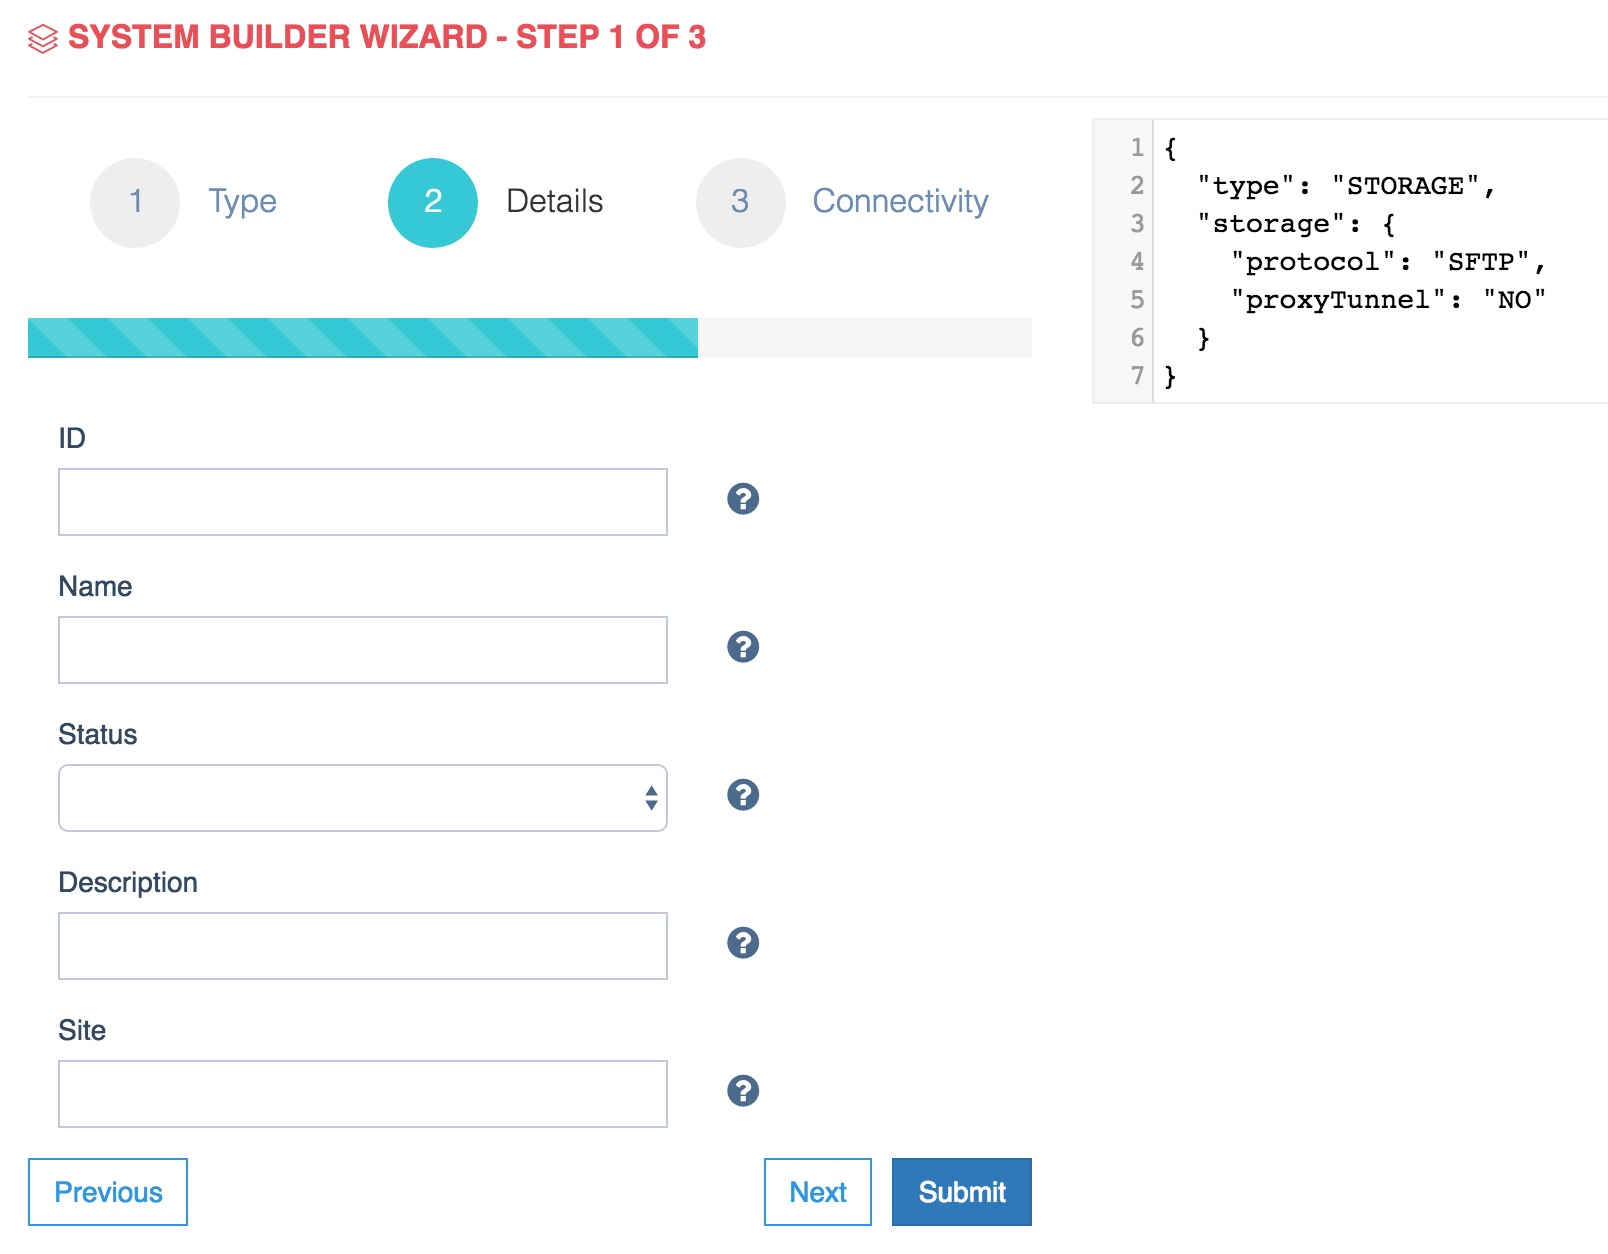 SYSTEM BUILDER WIZARD - STEP 1 OF 3
1 Type 2 Details 3 Connectivity
1 {
2 "type": "STORAGE",
3 "storage": {
4 "protocol": "SFTP",
5 "proxyTunnel": "NO"
6 }
7 }
ID
?
Name
?
Status
?
Description
?
Site
?
Previous Next Submit